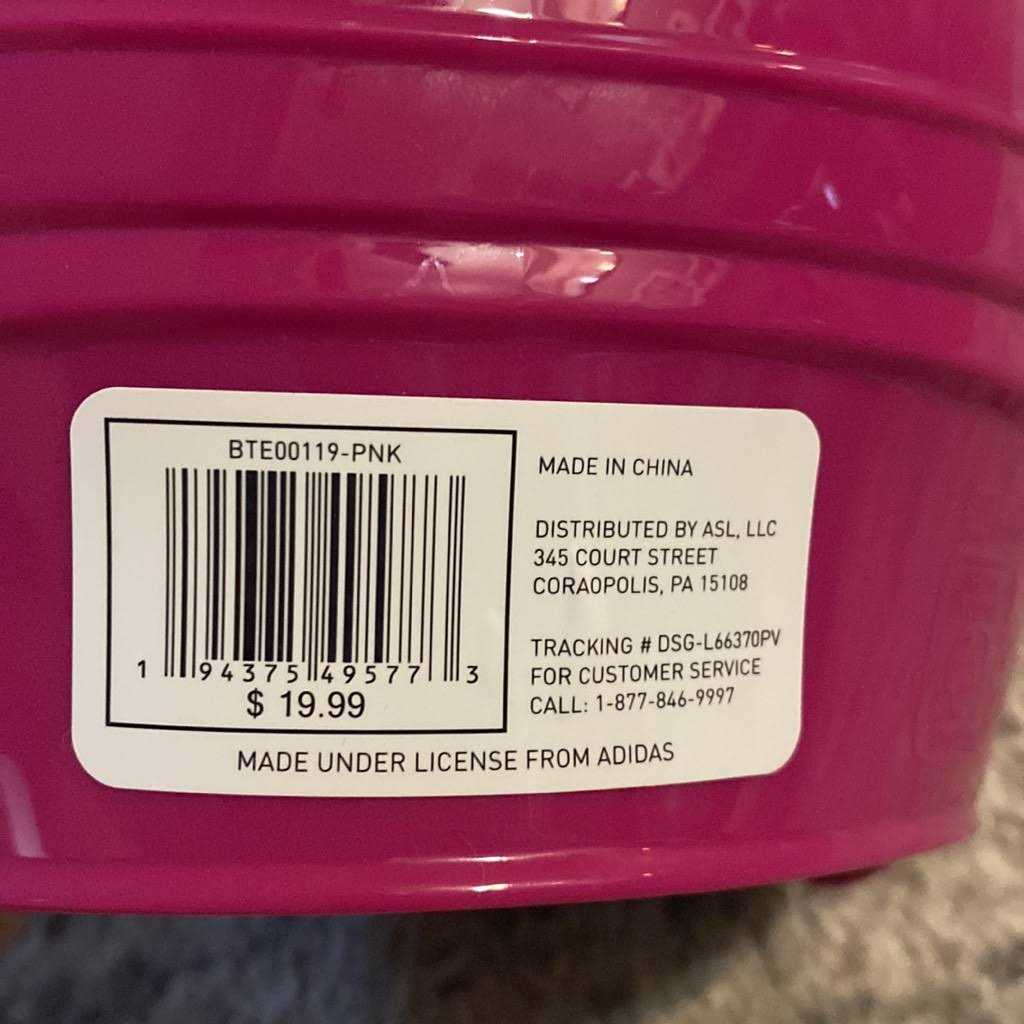 BTE00119-PNK
1 94375 49577 3
$ 19.99
MADE IN CHINA
DISTRIBUTED BY ASL, LLC
345 COURT STREET
CORAOPOLIS, PA 15108
TRACKING # DSG-L66370PV
FOR CUSTOMER SERVICE
CALL: 1-877-846-9997
MADE UNDER LICENSE FROM ADIDAS